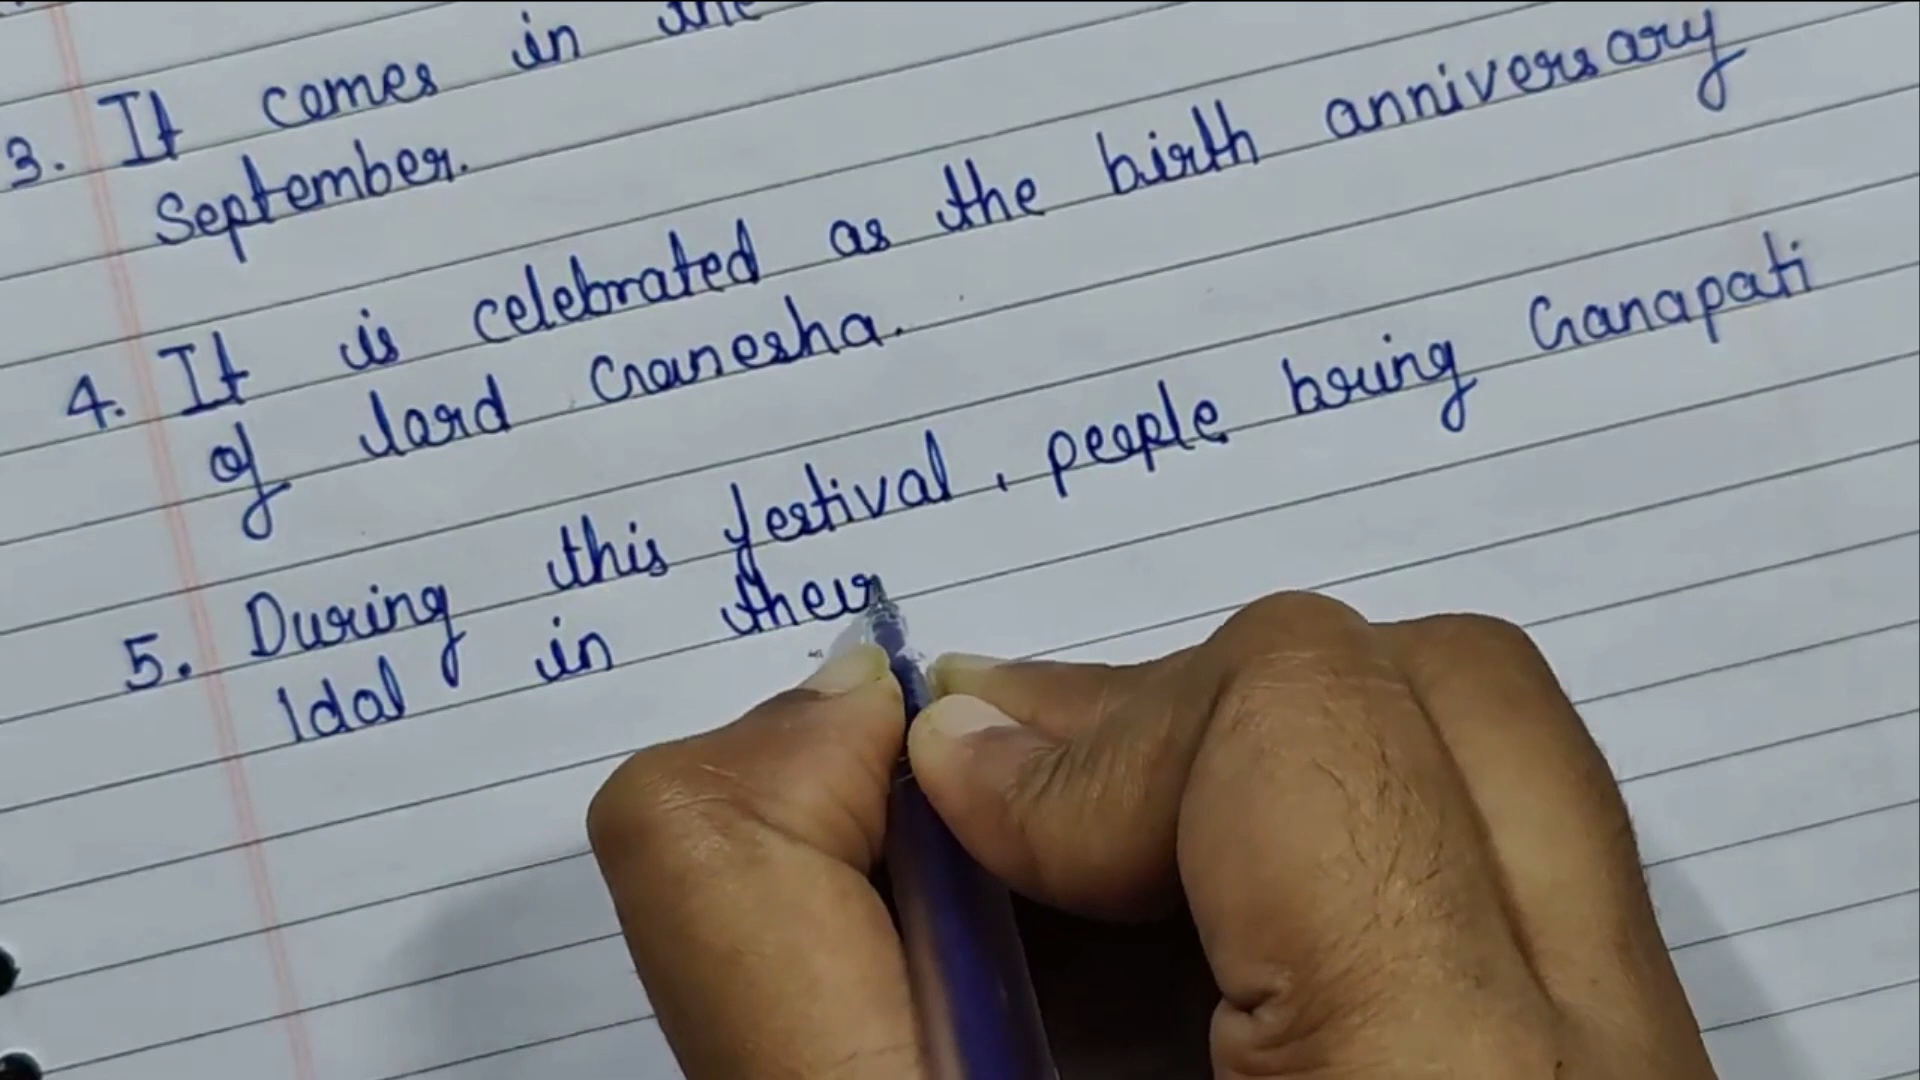 3. It comes in the
September.
4. It is celebrated as the birth anniversary
of lord Ganesha.
5. During this festival, people bring Ganapati
Idol in their